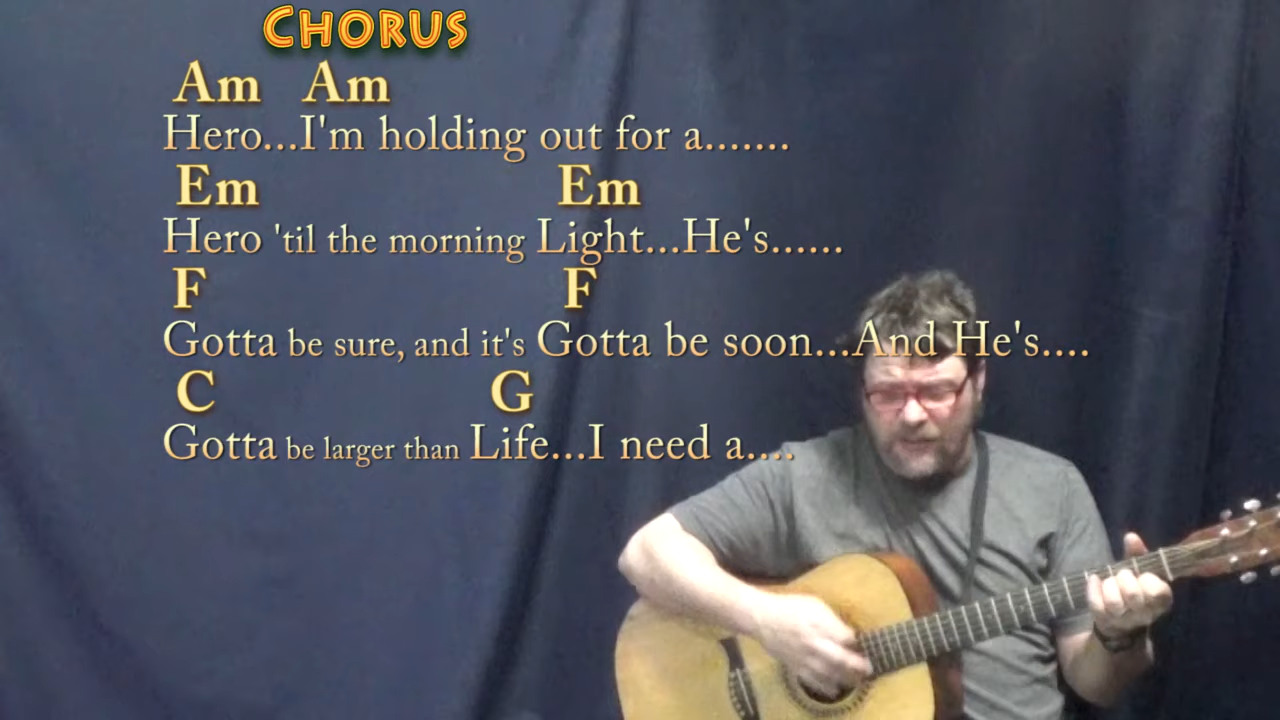 CHORUS
Am Am
Hero...I'm holding out for a.......
Em Em
Hero 'til the morning Light...He's......
F F
Gotta be sure, and it's Gotta be soon...And He's....
C G
Gotta be larger than Life...I need a....